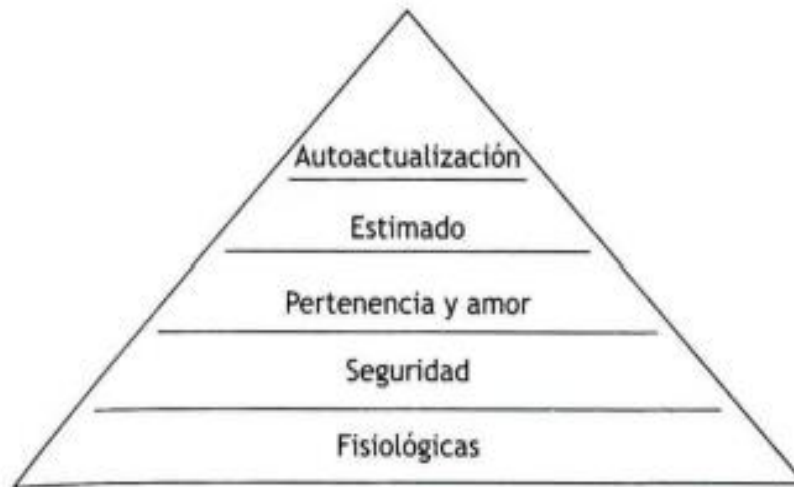 Autoactualización
Estimado
Pertenencia y amor
Seguridad
Fisiológicas